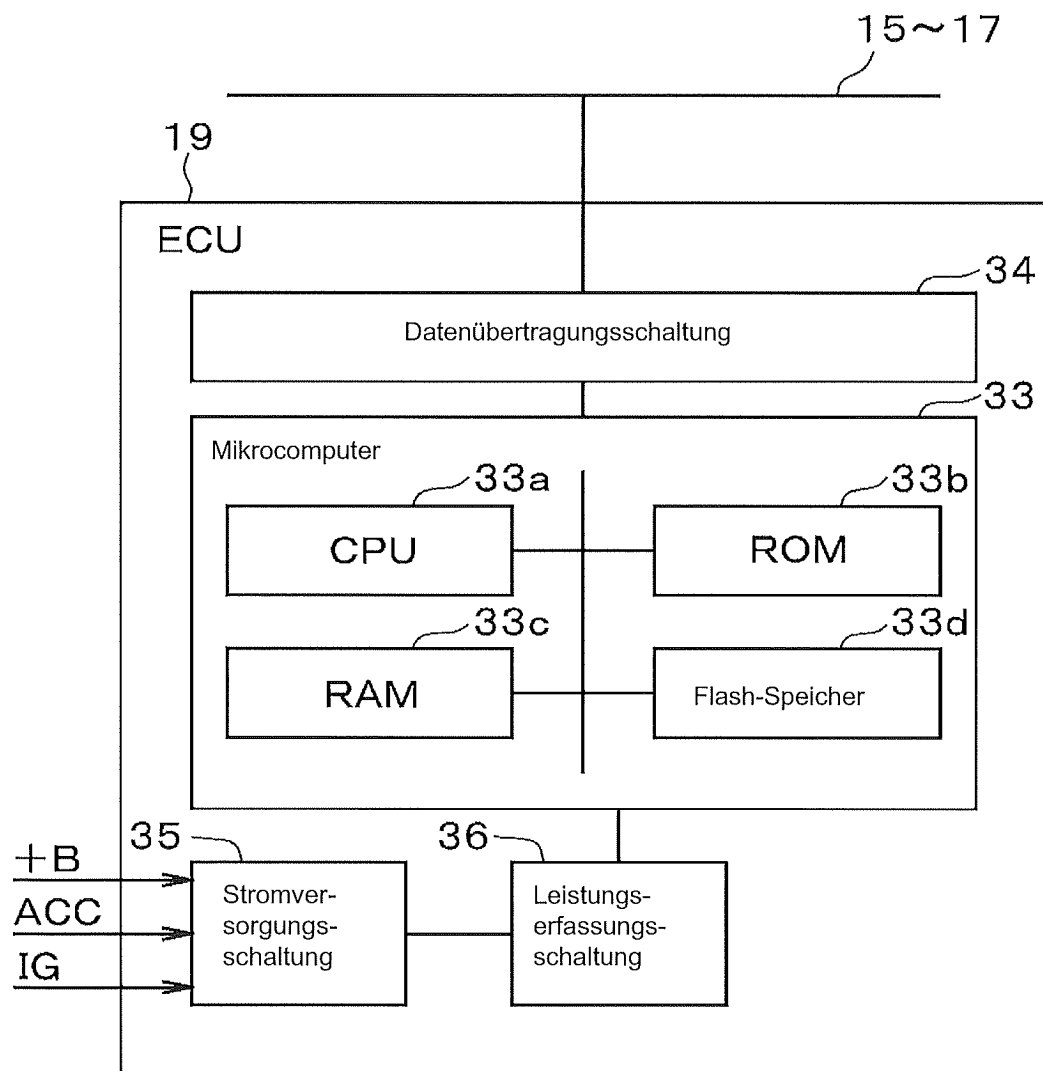 15～17
19
ECU
34
Datenübertragungsschaltung
33
Mikrocomputer
33a
33b
CPU
ROM
33c
33d
RAM
Flash-Speicher
35
36
+B
ACC
IG
Stromver-
sorgungs-
schaltung
Leistungs-
erfassungs-
schaltung